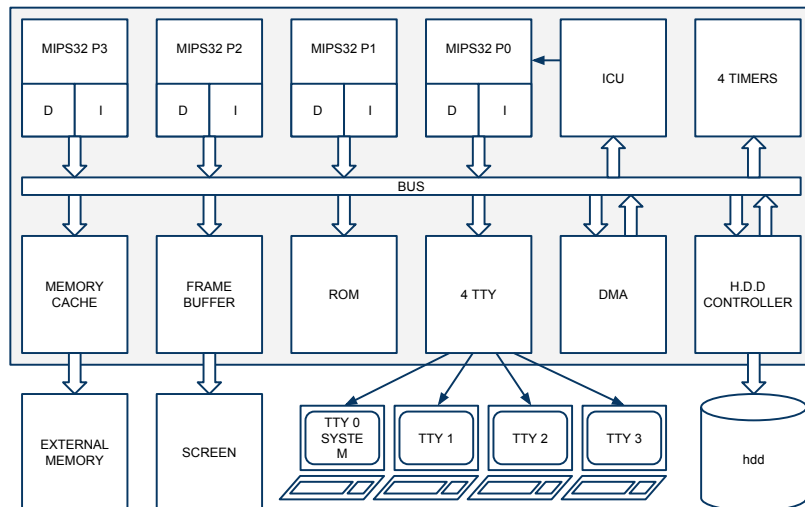 MIPS32 P3
MIPS32 P2
MIPS32 P1
MIPS32 P0
ICU
4 TIMERS
D
I
D
I
D
I
D
I
BUS
MEMORY
CACHE
FRAME
BUFFER
ROM
4 TTY
DMA
H.D.D
CONTROLLER
EXTERNAL
MEMORY
SCREEN
TTY 0
SYSTE
M
TTY 1
TTY 2
TTY 3
hdd